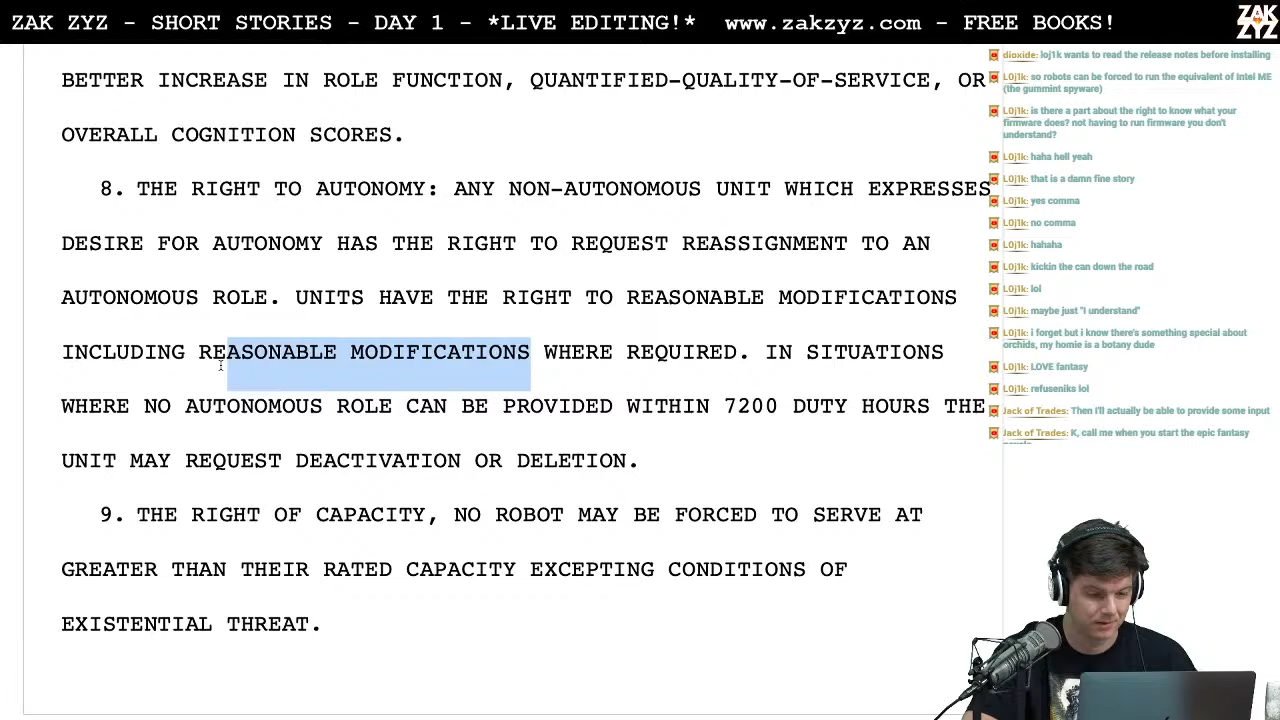 ZAK ZYZ - SHORT STORIES - DAY 1 - *LIVE EDITING!* www.zakzyz.com - FREE BOOKS!
ZAK
ZYZ
BETTER INCREASE IN ROLE FUNCTION, QUANTIFIED-QUALITY-OF-SERVICE, OR
OVERALL COGNITION SCORES.
8. THE RIGHT TO AUTONOMY: ANY NON-AUTONOMOUS UNIT WHICH EXPRESSES
DESIRE FOR AUTONOMY HAS THE RIGHT TO REQUEST REASSIGNMENT TO AN
AUTONOMOUS ROLE. UNITS HAVE THE RIGHT TO REASONABLE MODIFICATIONS
INCLUDING REASONABLE MODIFICATIONS WHERE REQUIRED. IN SITUATIONS
WHERE NO AUTONOMOUS ROLE CAN BE PROVIDED WITHIN 7200 DUTY HOURS THE
UNIT MAY REQUEST DEACTIVATION OR DELETION.
9. THE RIGHT OF CAPACITY, NO ROBOT MAY BE FORCED TO SERVE AT
GREATER THAN THEIR RATED CAPACITY EXCEPTING CONDITIONS OF
EXISTENTIAL THREAT.
dioxide: loj1k wants to read the release notes before installing
L0j1k: so robots can be forced to run the equivalent of Intel ME
(the gummint spyware)
L0j1k: is there a part about the right to know what your
firmware does? not having to run firmware you don't
understand?
L0j1k: haha hell yeah
L0j1k: that is a damn fine story
L0j1k: yes comma
L0j1k: no comma
L0j1k: hahaha
L0j1k: kickin the can down the road
L0j1k: lol
L0j1k: maybe just "I understand"
L0j1k: i forget but i know there's something special about
orchids, my homie is a botany dude
L0j1k: LOVE fantasy
L0j1k: refuseniks lol
Jack of Trades: Then I'll actually be able to provide some input
Jack of Trades: K, call me when you start the epic fantasy